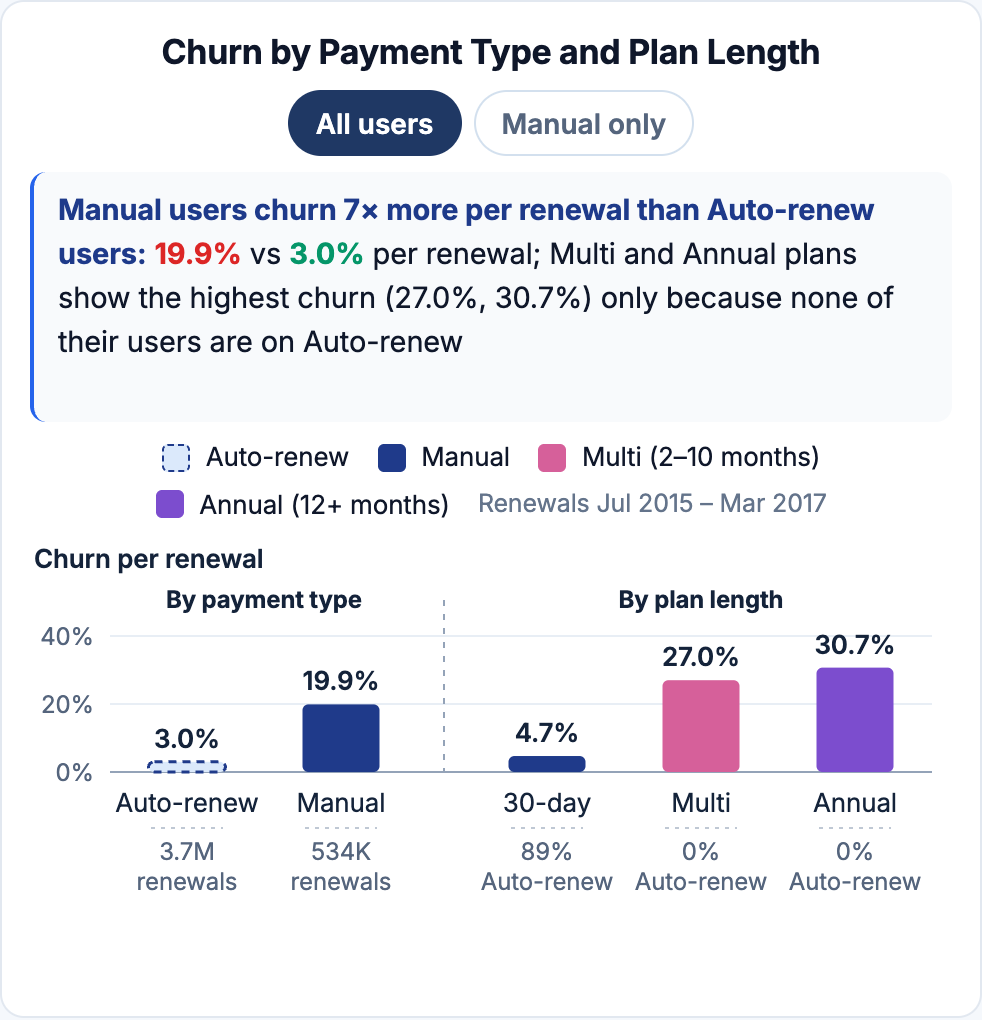 Churn by Payment Type and Plan Length
All users
Manual only
Manual users churn 7× more per renewal than Auto-renew
users: 19.9% vs 3.0% per renewal; Multi and Annual plans
show the highest churn (27.0%, 30.7%) only because none of
their users are on Auto-renew
Auto-renew
Manual
Multi (2–10 months)
Annual (12+ months)
Renewals Jul 2015 – Mar 2017
Churn per renewal
By payment type
By plan length
40%
20%
0%
3.0%
19.9%
4.7%
27.0%
30.7%
Auto-renew
Manual
30-day
Multi
Annual
3.7M
renewals
534K
renewals
89%
Auto-renew
0%
Auto-renew
0%
Auto-renew